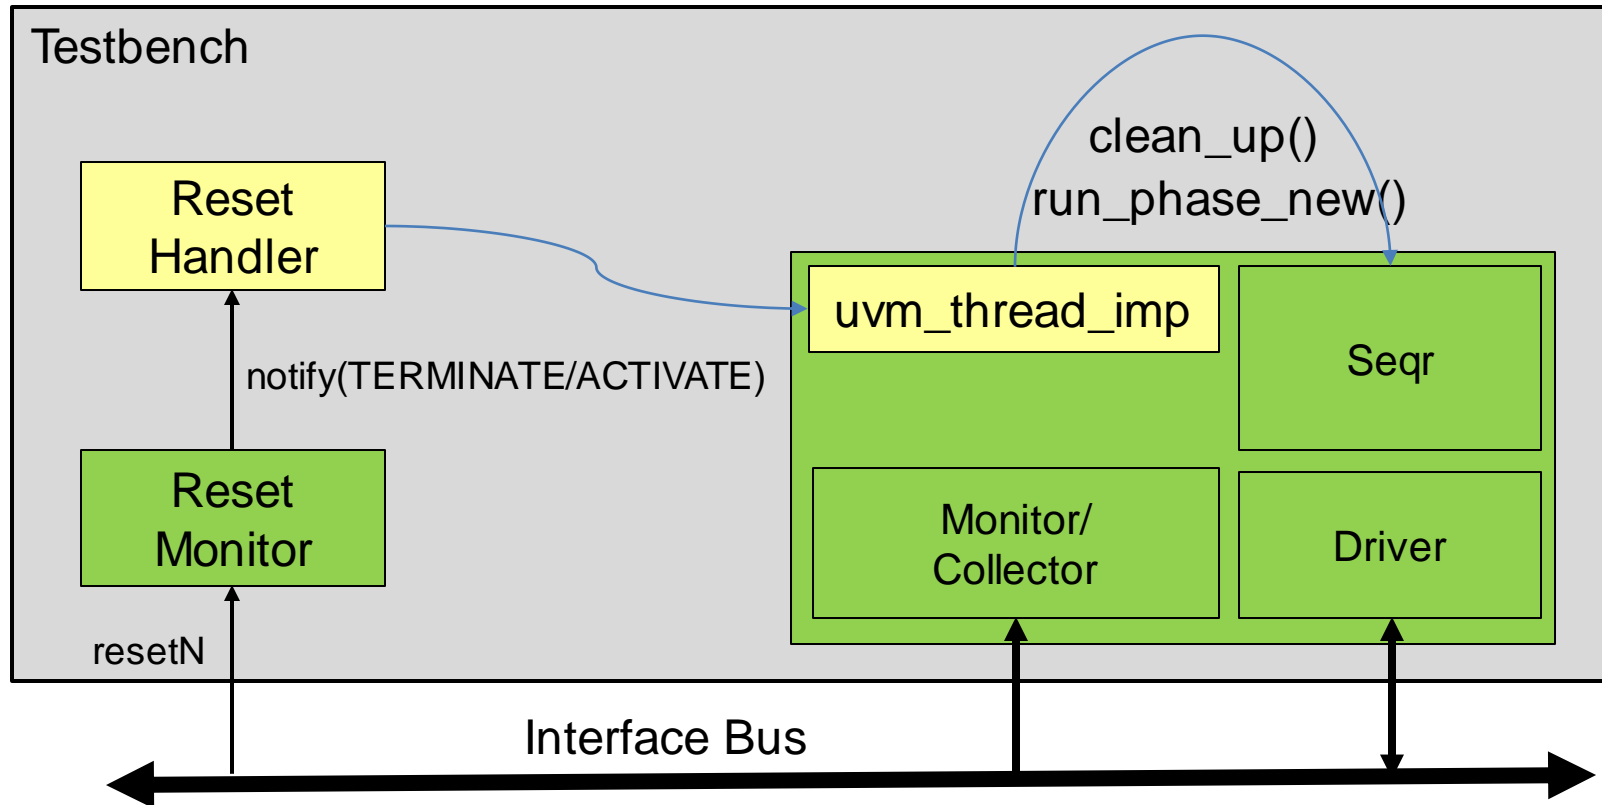 Testbench
clean_up()
run_phase_new()
Reset
Handler
uvm_thread_imp
Seqr
notify(TERMINATE/ACTIVATE)
Reset
Monitor
Monitor/
Collector
Driver
resetN
Interface Bus